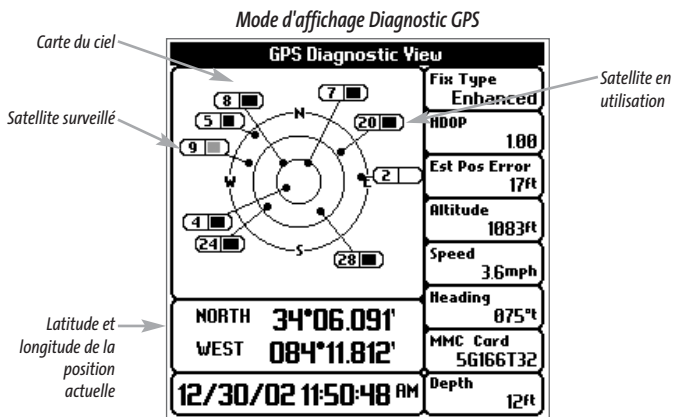 Mode d'affichage Diagnostic GPS
Carte du ciel
GPS Diagnostic View
Fix Type
Enhanced
Satellite en
utilisation
7
8
5
20
N
Satellite surveillé
9
HDOP
1.00
W
E
2
Est Pos Error
17ft
4
24
S
28
Altitude
1083ft
Speed
3.6mph
Heading
075°t
MMC Card
5G166T32
Depth
12ft
Latitude et
longitude de la
position
actuelle
NORTH 34°06.091'
WEST 084°11.812'
12/30/02 11:50:48 AM